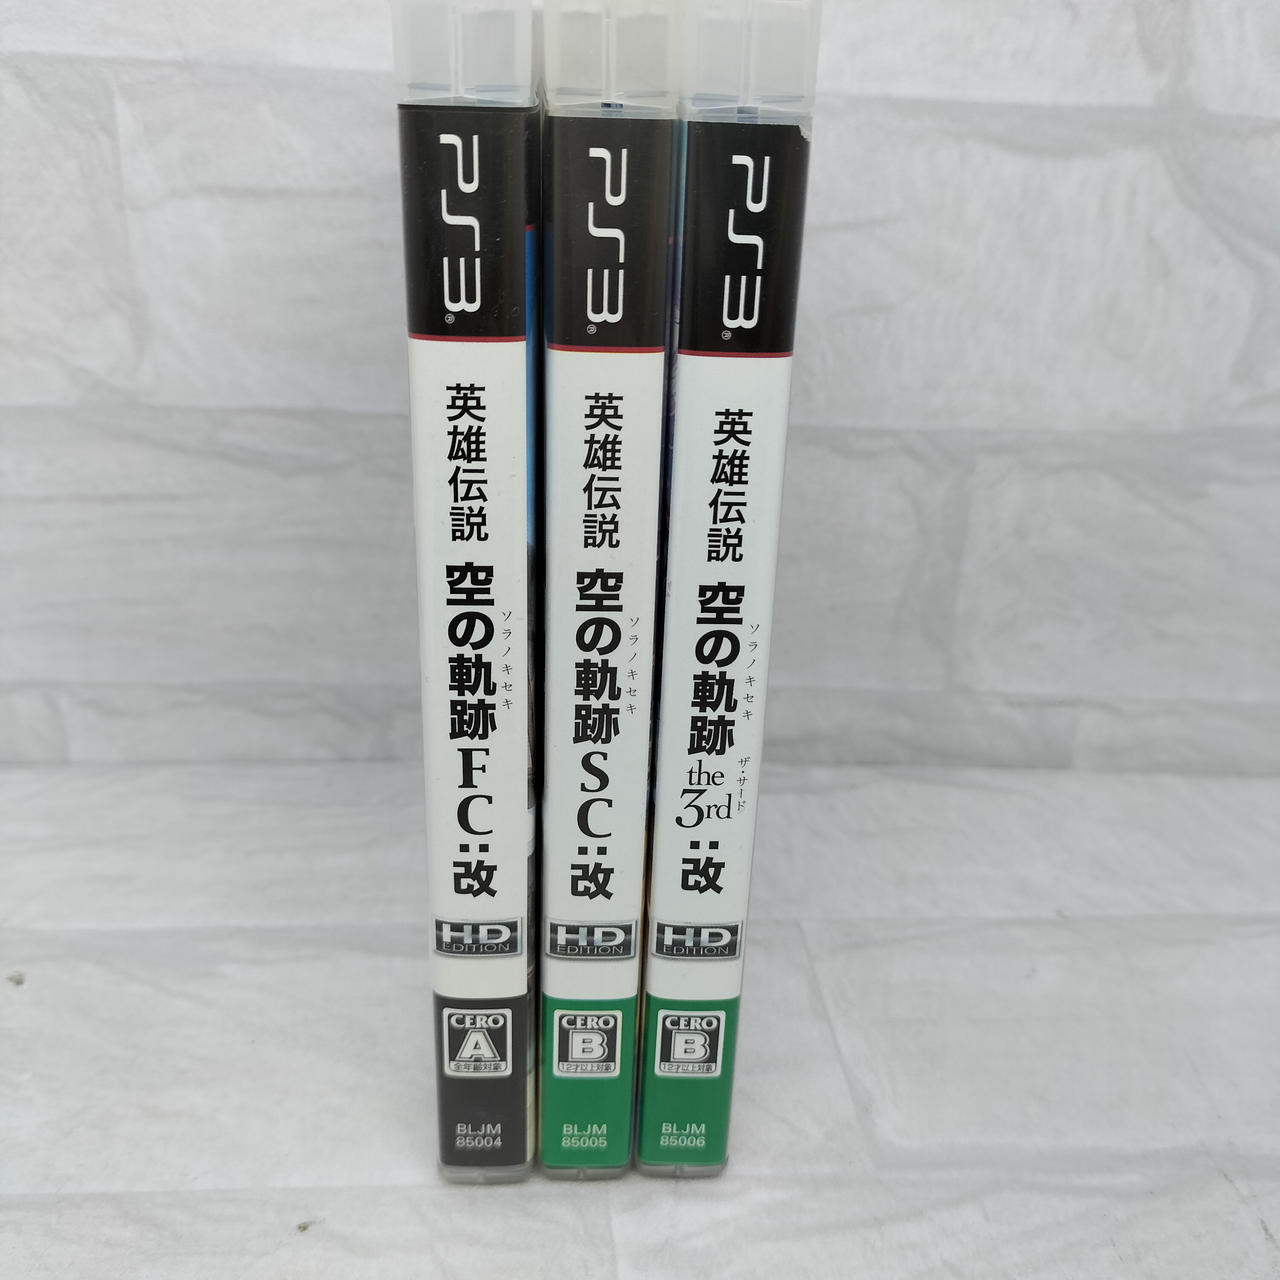 PS3
英雄伝説 空の軌跡FC:改
ソラノキセキ
HD
EDITION
CERO
A
全年齢対象
BLJM
85004
PS3
英雄伝説 空の軌跡SC:改
ソラノキセキ
HD
EDITION
CERO
B
12才以上対象
BLJM
85005
PS3
英雄伝説 空の軌跡 the 3rd:改
ソラノキセキ ザ・サード
HD
EDITION
CERO
B
12才以上対象
BLJM
85006